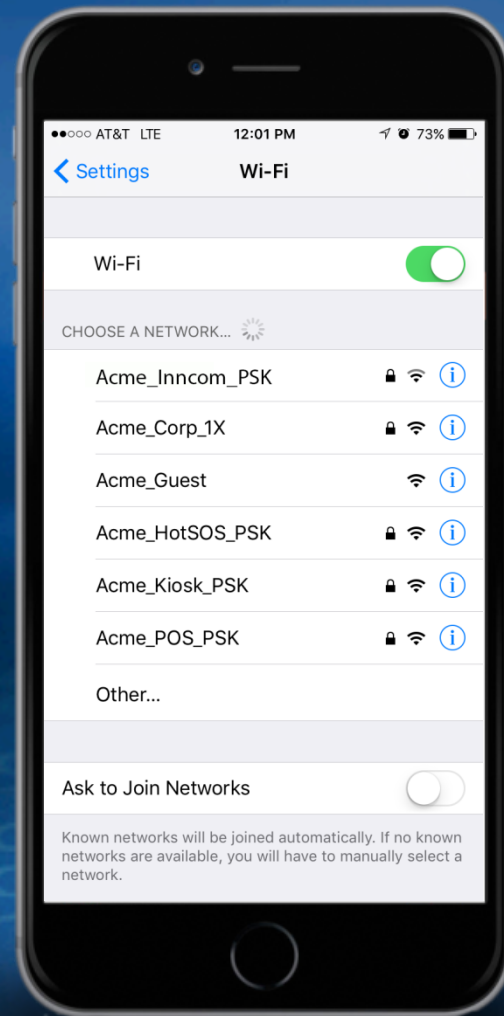 AT&T LTE 12:01 PM 73%
Settings Wi-Fi
Wi-Fi
CHOOSE A NETWORK...
Acme_Inncom_PSK
Acme_Corp_1X
Acme_Guest
Acme_HotSOS_PSK
Acme_Kiosk_PSK
Acme_POS_PSK
Other...
Ask to Join Networks
Known networks will be joined automatically. If no known
networks are available, you will have to manually select a
network.